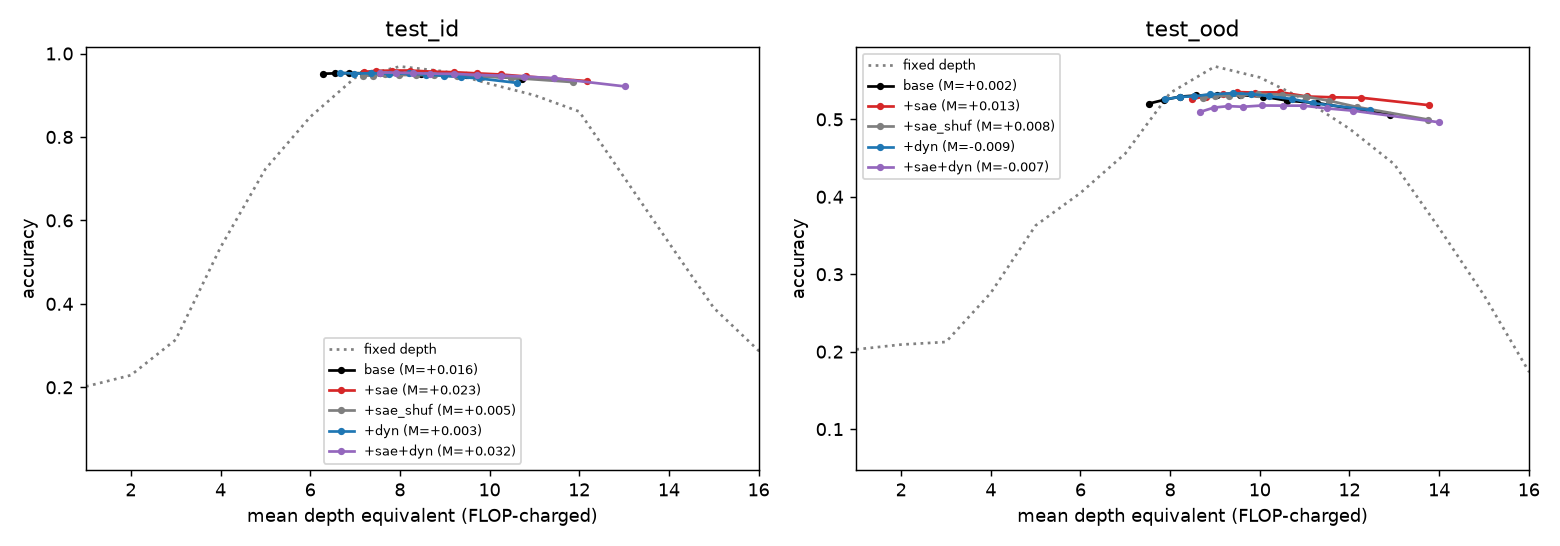 test_id
accuracy
1.0
0.8
0.6
0.4
0.2
fixed depth
base (M=+0.016)
+sae (M=+0.023)
+sae_shuf (M=+0.005)
+dyn (M=+0.003)
+sae+dyn (M=+0.032)
2 4 6 8 10 12 14 16
mean depth equivalent (FLOP-charged)
test_ood
accuracy
fixed depth
base (M=+0.002)
+sae (M=+0.013)
+sae_shuf (M=+0.008)
+dyn (M=-0.009)
+sae+dyn (M=-0.007)
0.5
0.4
0.3
0.2
0.1
2 4 6 8 10 12 14 16
mean depth equivalent (FLOP-charged)